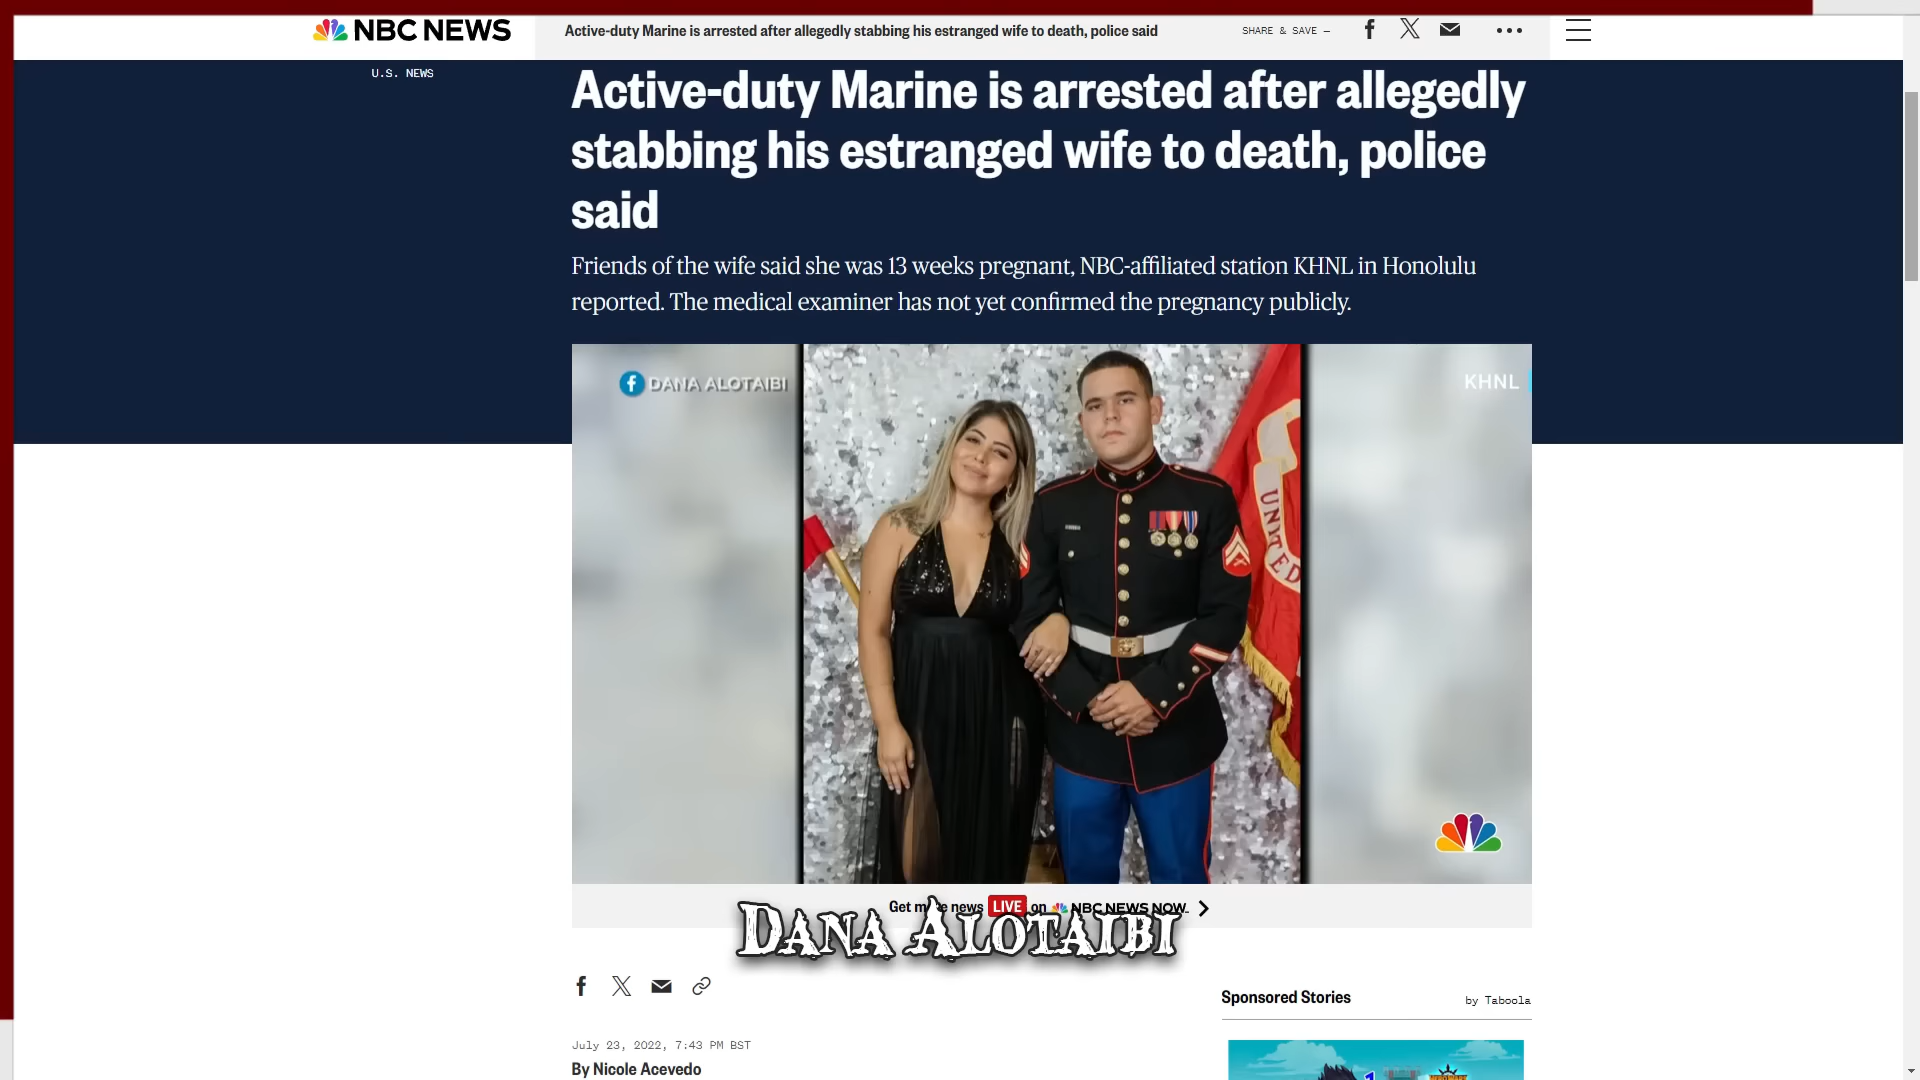 NBC NEWS
Active-duty Marine is arrested after allegedly stabbing his estranged wife to death, police said
SHARE & SAVE —
U.S. NEWS
Active-duty Marine is arrested after allegedly
stabbing his estranged wife to death, police
said
Friends of the wife said she was 13 weeks pregnant, NBC-affiliated station KHNL in Honolulu
reported. The medical examiner has not yet confirmed the pregnancy publicly.
DANA ALOTAIBI
KHNL
UNITED
Get more news LIVE on NBC NEWS NOW
DANA ALOTAIBI
Sponsored Stories
by Taboola
July 23, 2022, 7:43 PM BST
By Nicole Acevedo